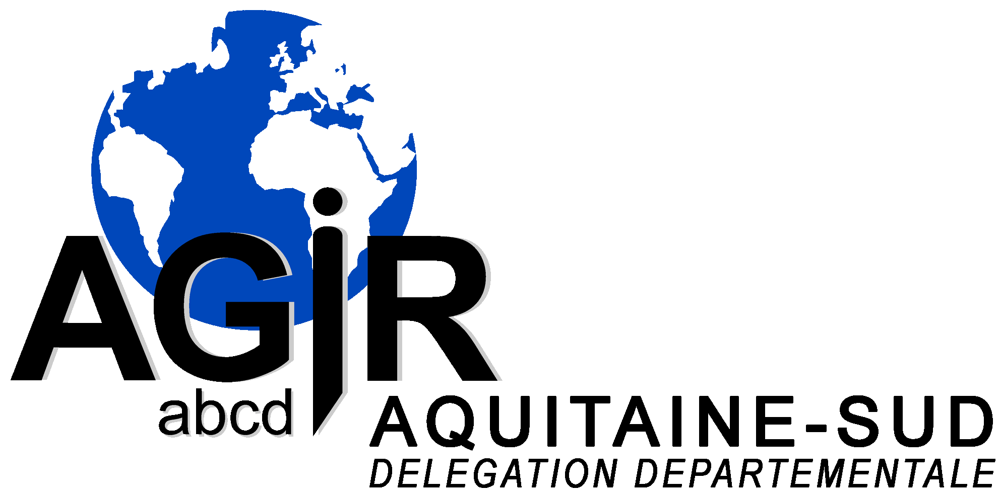 AGiR
abcd
AQUITAINE-SUD
DELEGATION DEPARTEMENTALE